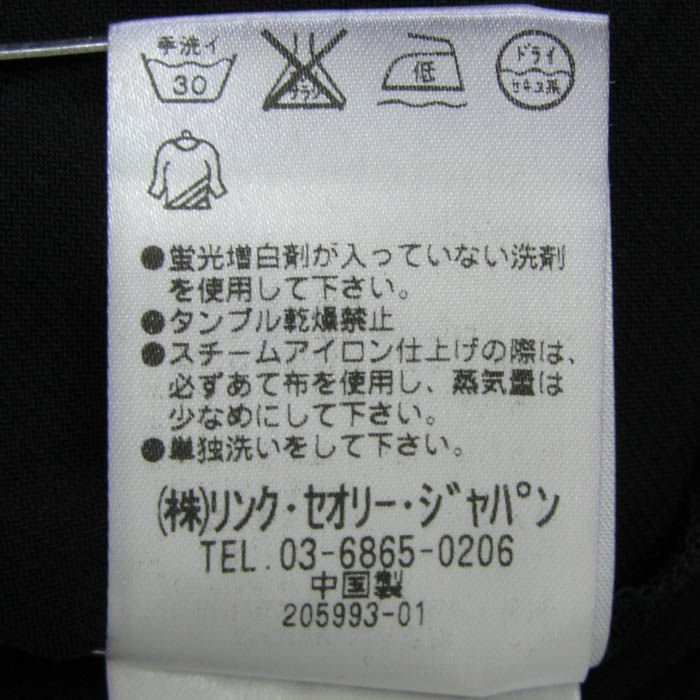 手洗イ
30
サラシ
低
ドライ
セキユ系
●蛍光増白剤が入っていない洗剤
を使用して下さい。
●タンブル乾燥禁止
●スチームアイロン仕上げの際は、
必ずあて布を使用し、蒸気量は
少なめにして下さい。
●単独洗いをして下さい。
(株)リンク・セオリー・ジャパン
TEL.03-6865-0206
中国製
205993-01